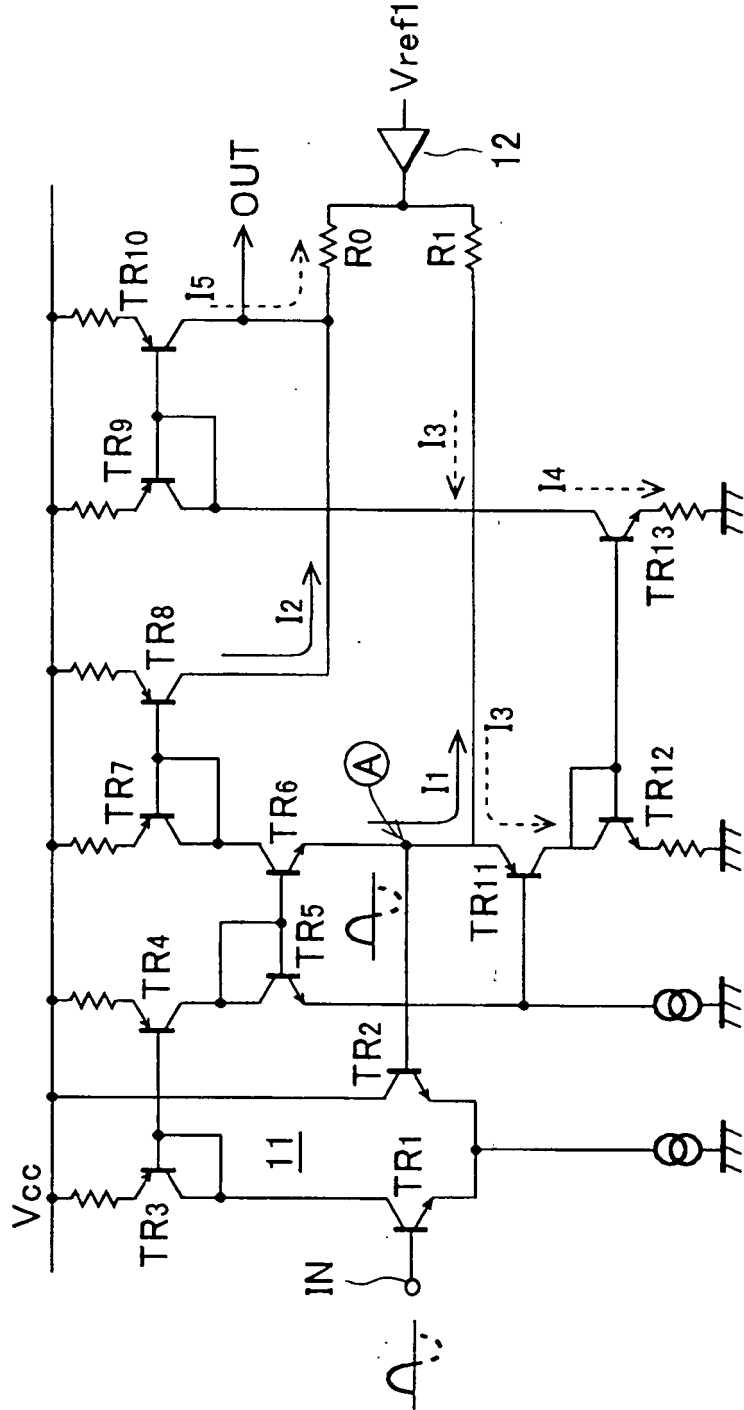 Vcc
TR3
TR4
TR7
TR8
TR9
TR10
11
TR5
TR6
I2
I5
OUT
IN
TR1
TR2
A
I1
I3
R0
R1
12
Vref1
TR11
I3
I4
TR12
TR13